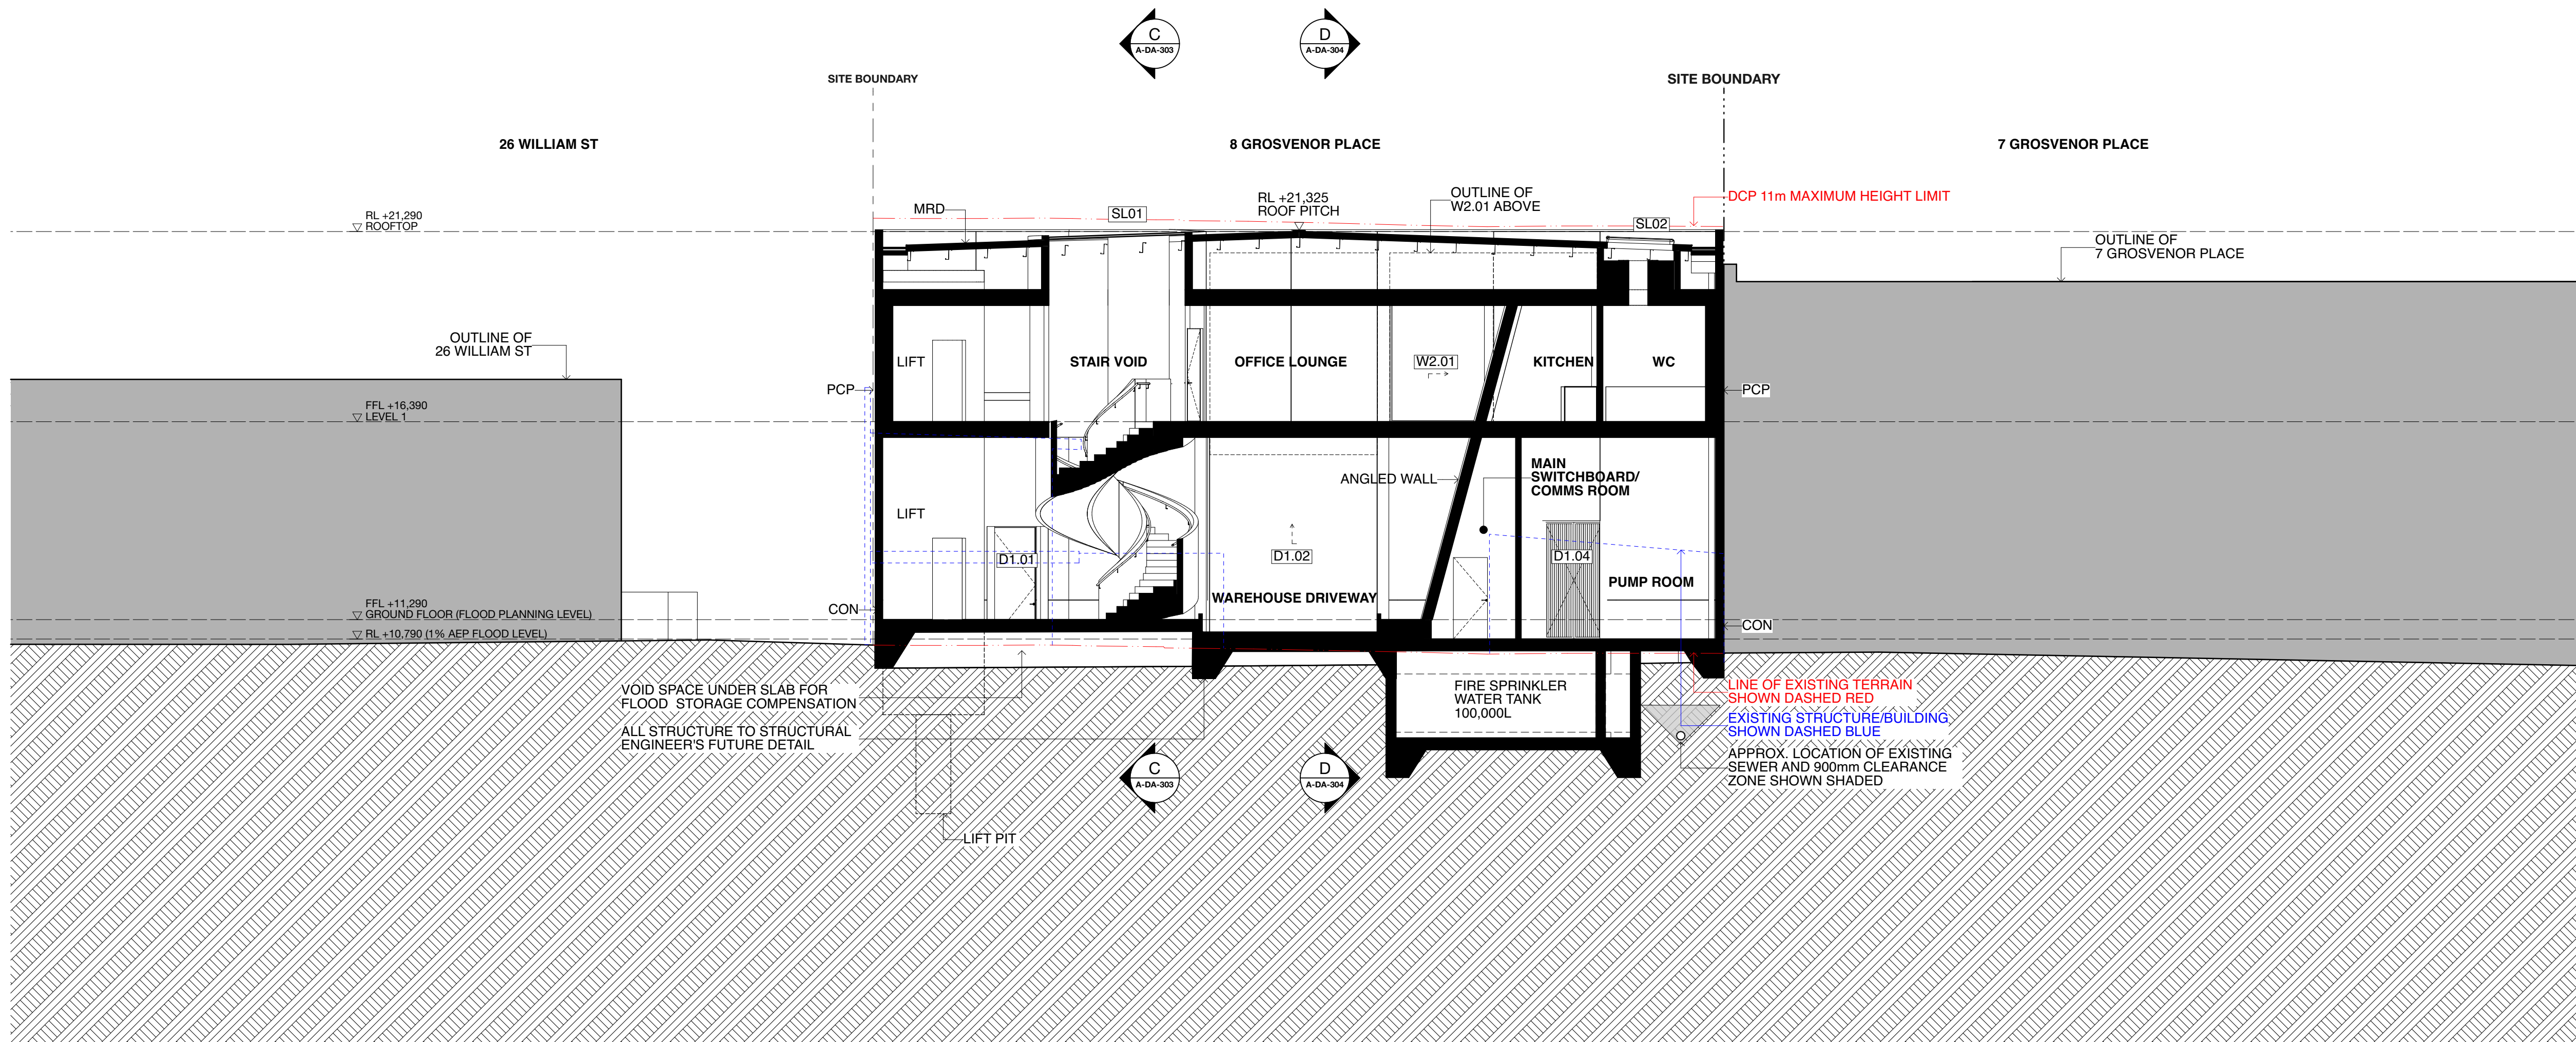 C
A-DA-303
D
A-DA-304
SITE BOUNDARY
SITE BOUNDARY
26 WILLIAM ST
8 GROSVENOR PLACE
7 GROSVENOR PLACE
DCP 11m MAXIMUM HEIGHT LIMIT
RL +21,290
ROOFTOP
MRD
SL01
RL +21,325
ROOF PITCH
OUTLINE OF
W2.01 ABOVE
SL02
OUTLINE OF
7 GROSVENOR PLACE
OUTLINE OF
26 WILLIAM ST
LIFT
STAIR VOID
OFFICE LOUNGE
W2.01
KITCHEN
WC
PCP
PCP
FFL +16,390
LEVEL 1
ANGLED WALL
MAIN
SWITCHBOARD/
COMMS ROOM
LIFT
D1.01
D1.02
D1.04
PUMP ROOM
WAREHOUSE DRIVEWAY
FFL +11,290
GROUND FLOOR (FLOOD PLANNING LEVEL)
CON
CON
RL +10,790 (1% AEP FLOOD LEVEL)
VOID SPACE UNDER SLAB FOR
FLOOD STORAGE COMPENSATION
ALL STRUCTURE TO STRUCTURAL
ENGINEER'S FUTURE DETAIL
FIRE SPRINKLER
WATER TANK
100,000L
LINE OF EXISTING TERRAIN
SHOWN DASHED RED
EXISTING STRUCTURE/BUILDING
SHOWN DASHED BLUE
APPROX. LOCATION OF EXISTING
SEWER AND 900mm CLEARANCE
ZONE SHOWN SHADED
C
A-DA-303
D
A-DA-304
LIFT PIT